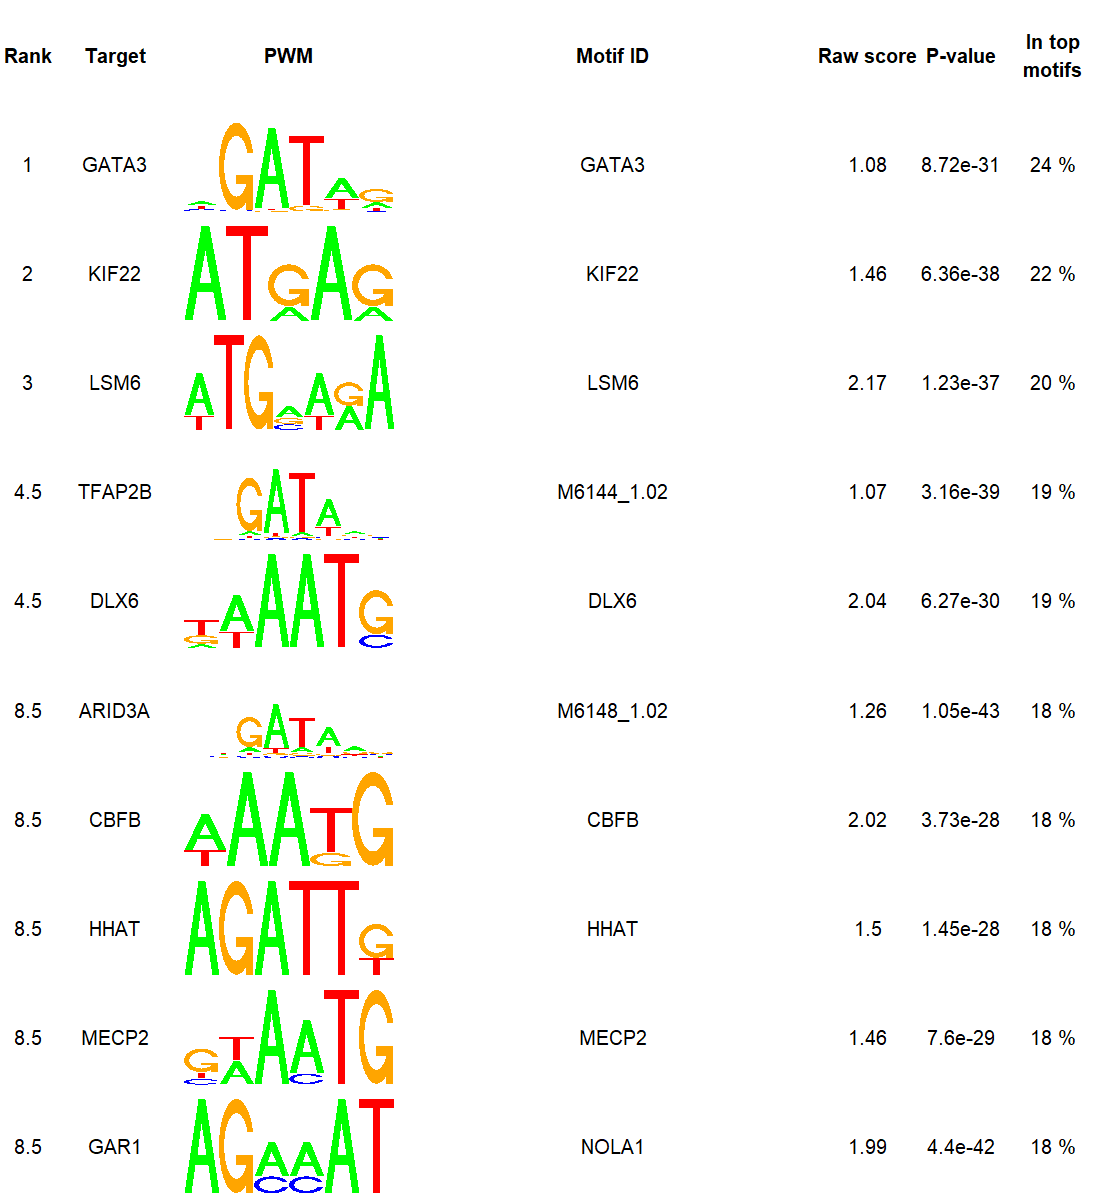 Rank Target PWM Motif ID Raw score P-value In top motifs
1 GATA3 GATA3 1.08 8.72e-31 24 %
2 KIF22 KIF22 1.46 6.36e-38 22 %
3 LSM6 LSM6 2.17 1.23e-37 20 %
4.5 TFAP2B M6144_1.02 1.07 3.16e-39 19 %
4.5 DLX6 DLX6 2.04 6.27e-30 19 %
8.5 ARID3A M6148_1.02 1.26 1.05e-43 18 %
8.5 CBFB CBFB 2.02 3.73e-28 18 %
8.5 HHAT HHAT 1.5 1.45e-28 18 %
8.5 MECP2 MECP2 1.46 7.6e-29 18 %
8.5 GAR1 NOLA1 1.99 4.4e-42 18 %